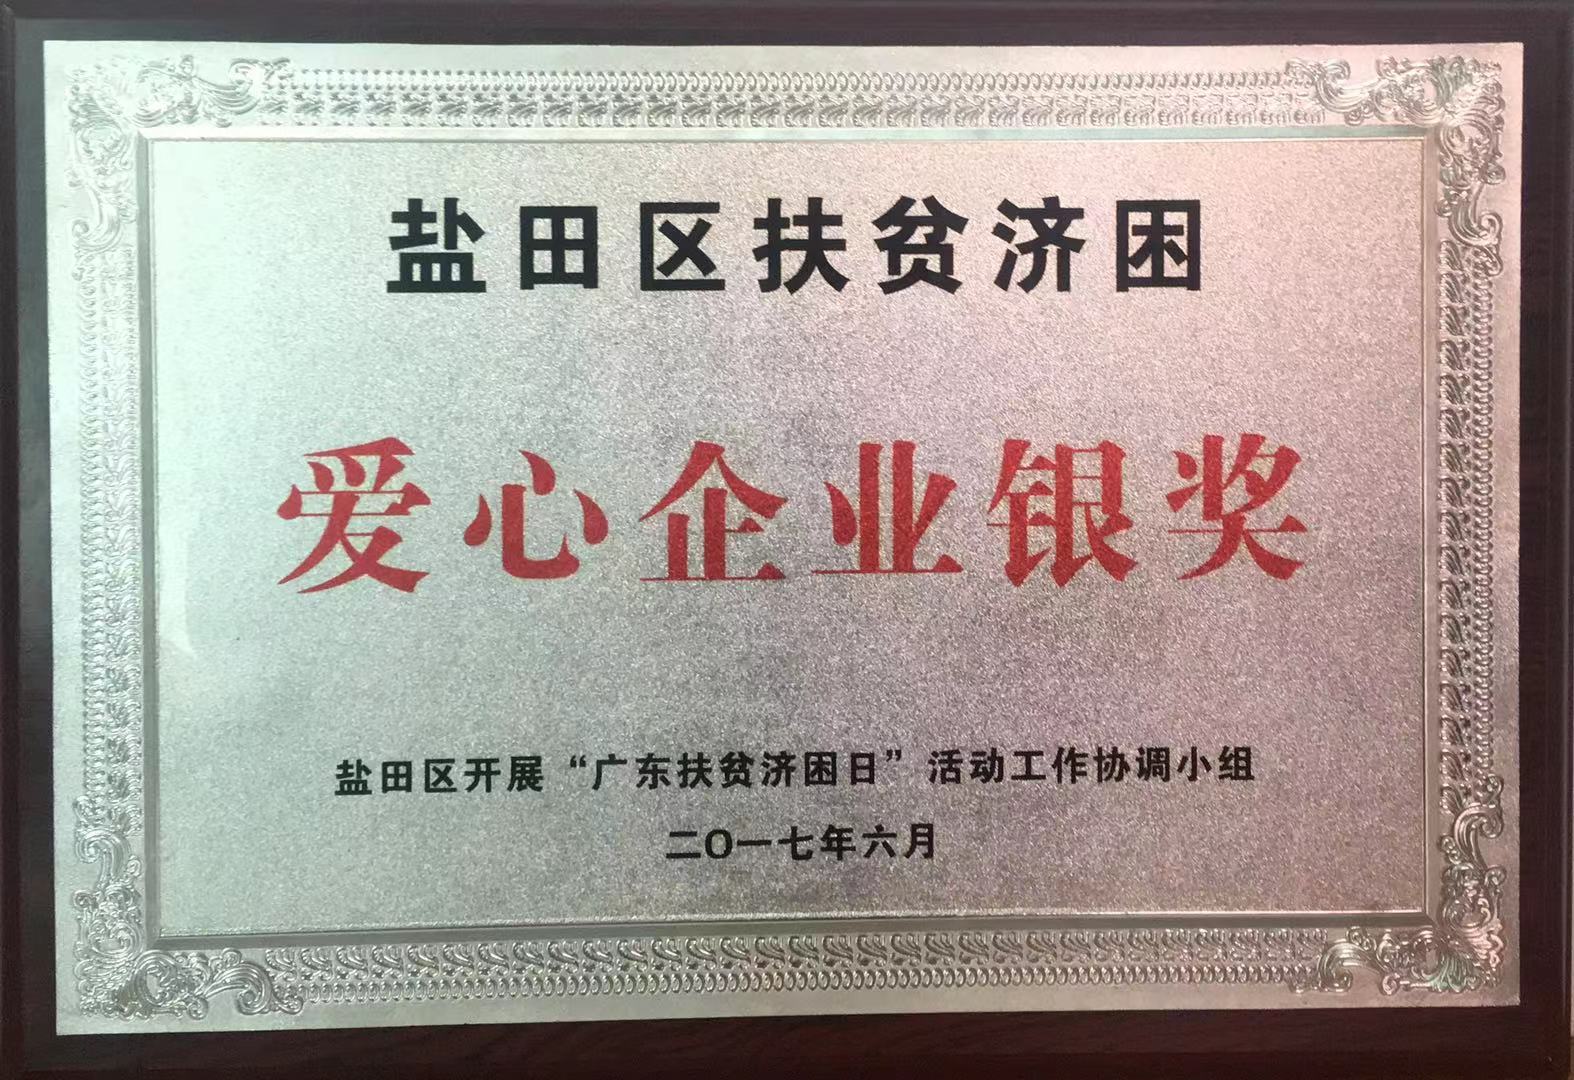 盐田区扶贫济困
爱心企业银奖
盐田区开展“广东扶贫济困日”活动工作协调小组
二〇一七年六月